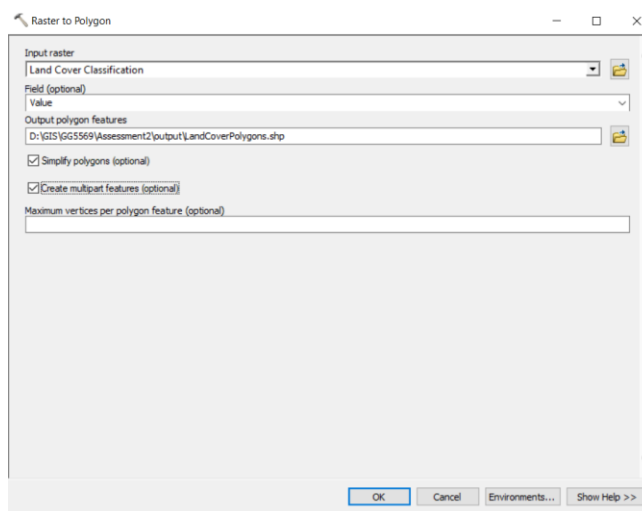 Raster to Polygon
Input raster
Land Cover Classification
Field (optional)
Value
Output polygon features
D:\GIS\GG5569\Assessment2\output\LandCoverPolygons.shp
Simplify polygons (optional)
Create multipart features (optional)
Maximum vertices per polygon feature (optional)
OK Cancel Environments... Show Help >>